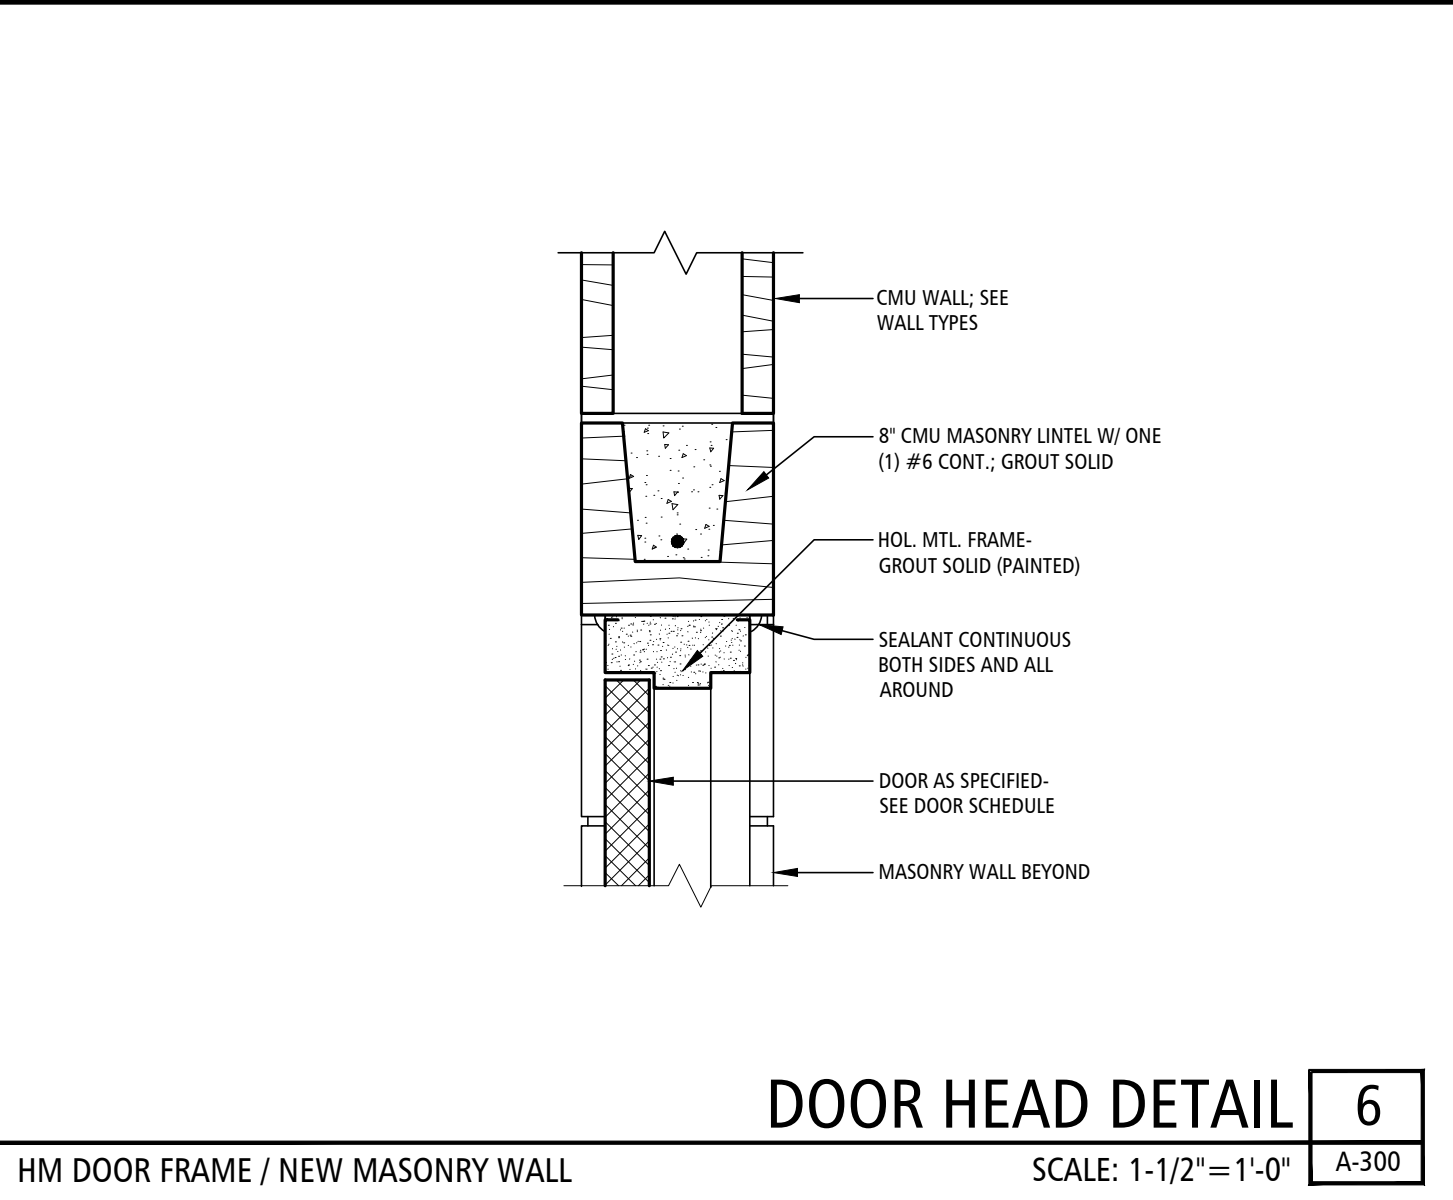 CMU WALL; SEE
WALL TYPES
8" CMU MASONRY LINTEL W/ ONE
(1) #6 CONT.; GROUT SOLID
HOL. MTL. FRAME-
GROUT SOLID (PAINTED)
SEALANT CONTINUOUS
BOTH SIDES AND ALL
AROUND
DOOR AS SPECIFIED-
SEE DOOR SCHEDULE
MASONRY WALL BEYOND
DOOR HEAD DETAIL
6
HM DOOR FRAME / NEW MASONRY WALL
SCALE: 1-1/2"=1'-0"
A-300